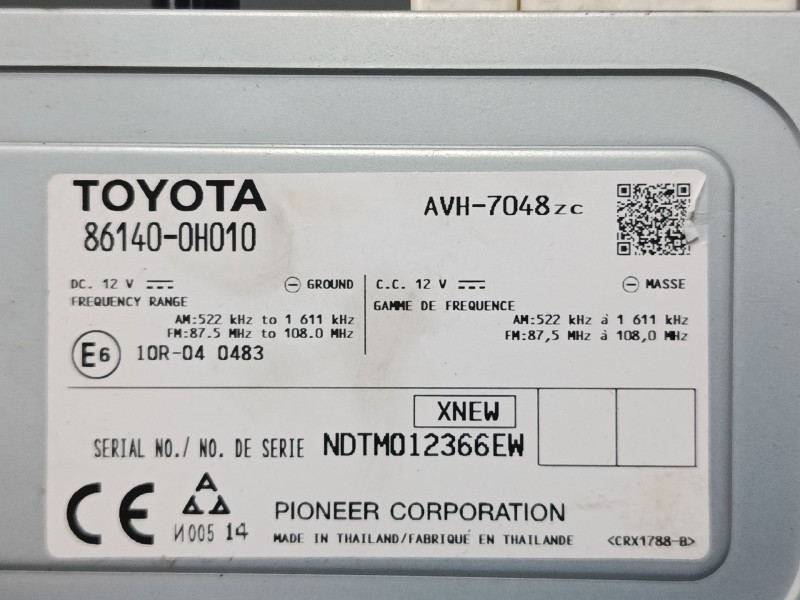 TOYOTA
86140-0H010
AVH-7048zc
DC. 12 V ⎓ ⊖ GROUND
FREQUENCY RANGE
AM:522 kHz to 1 611 kHz
FM:87.5 MHz to 108.0 MHz
C.C. 12 V ⎓ ⊖ MASSE
GAMME DE FREQUENCE
AM:522 kHz à 1 611 kHz
FM:87,5 MHz à 108,0 MHz
E6 10R-04 0483
XNEW
SERIAL NO./ NO. DE SERIE NDTM012366EW
CE
A
И005 14
PIONEER CORPORATION
MADE IN THAILAND/FABRIQUÉ EN THAILANDE
<CRX1788-B>